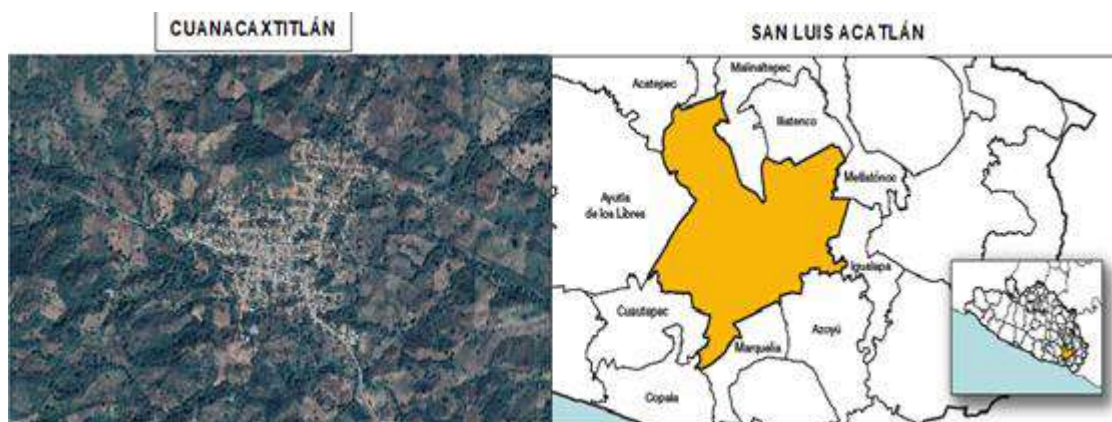 CUANACAXTITLÁN
SAN LUIS ACATLÁN
Malinaltepec
Acatepec
Iliatenco
Metlatónoc
Ayutla
de los Libres
Igualapa
Cuautepec
Azoyú
Marquelia
Copala